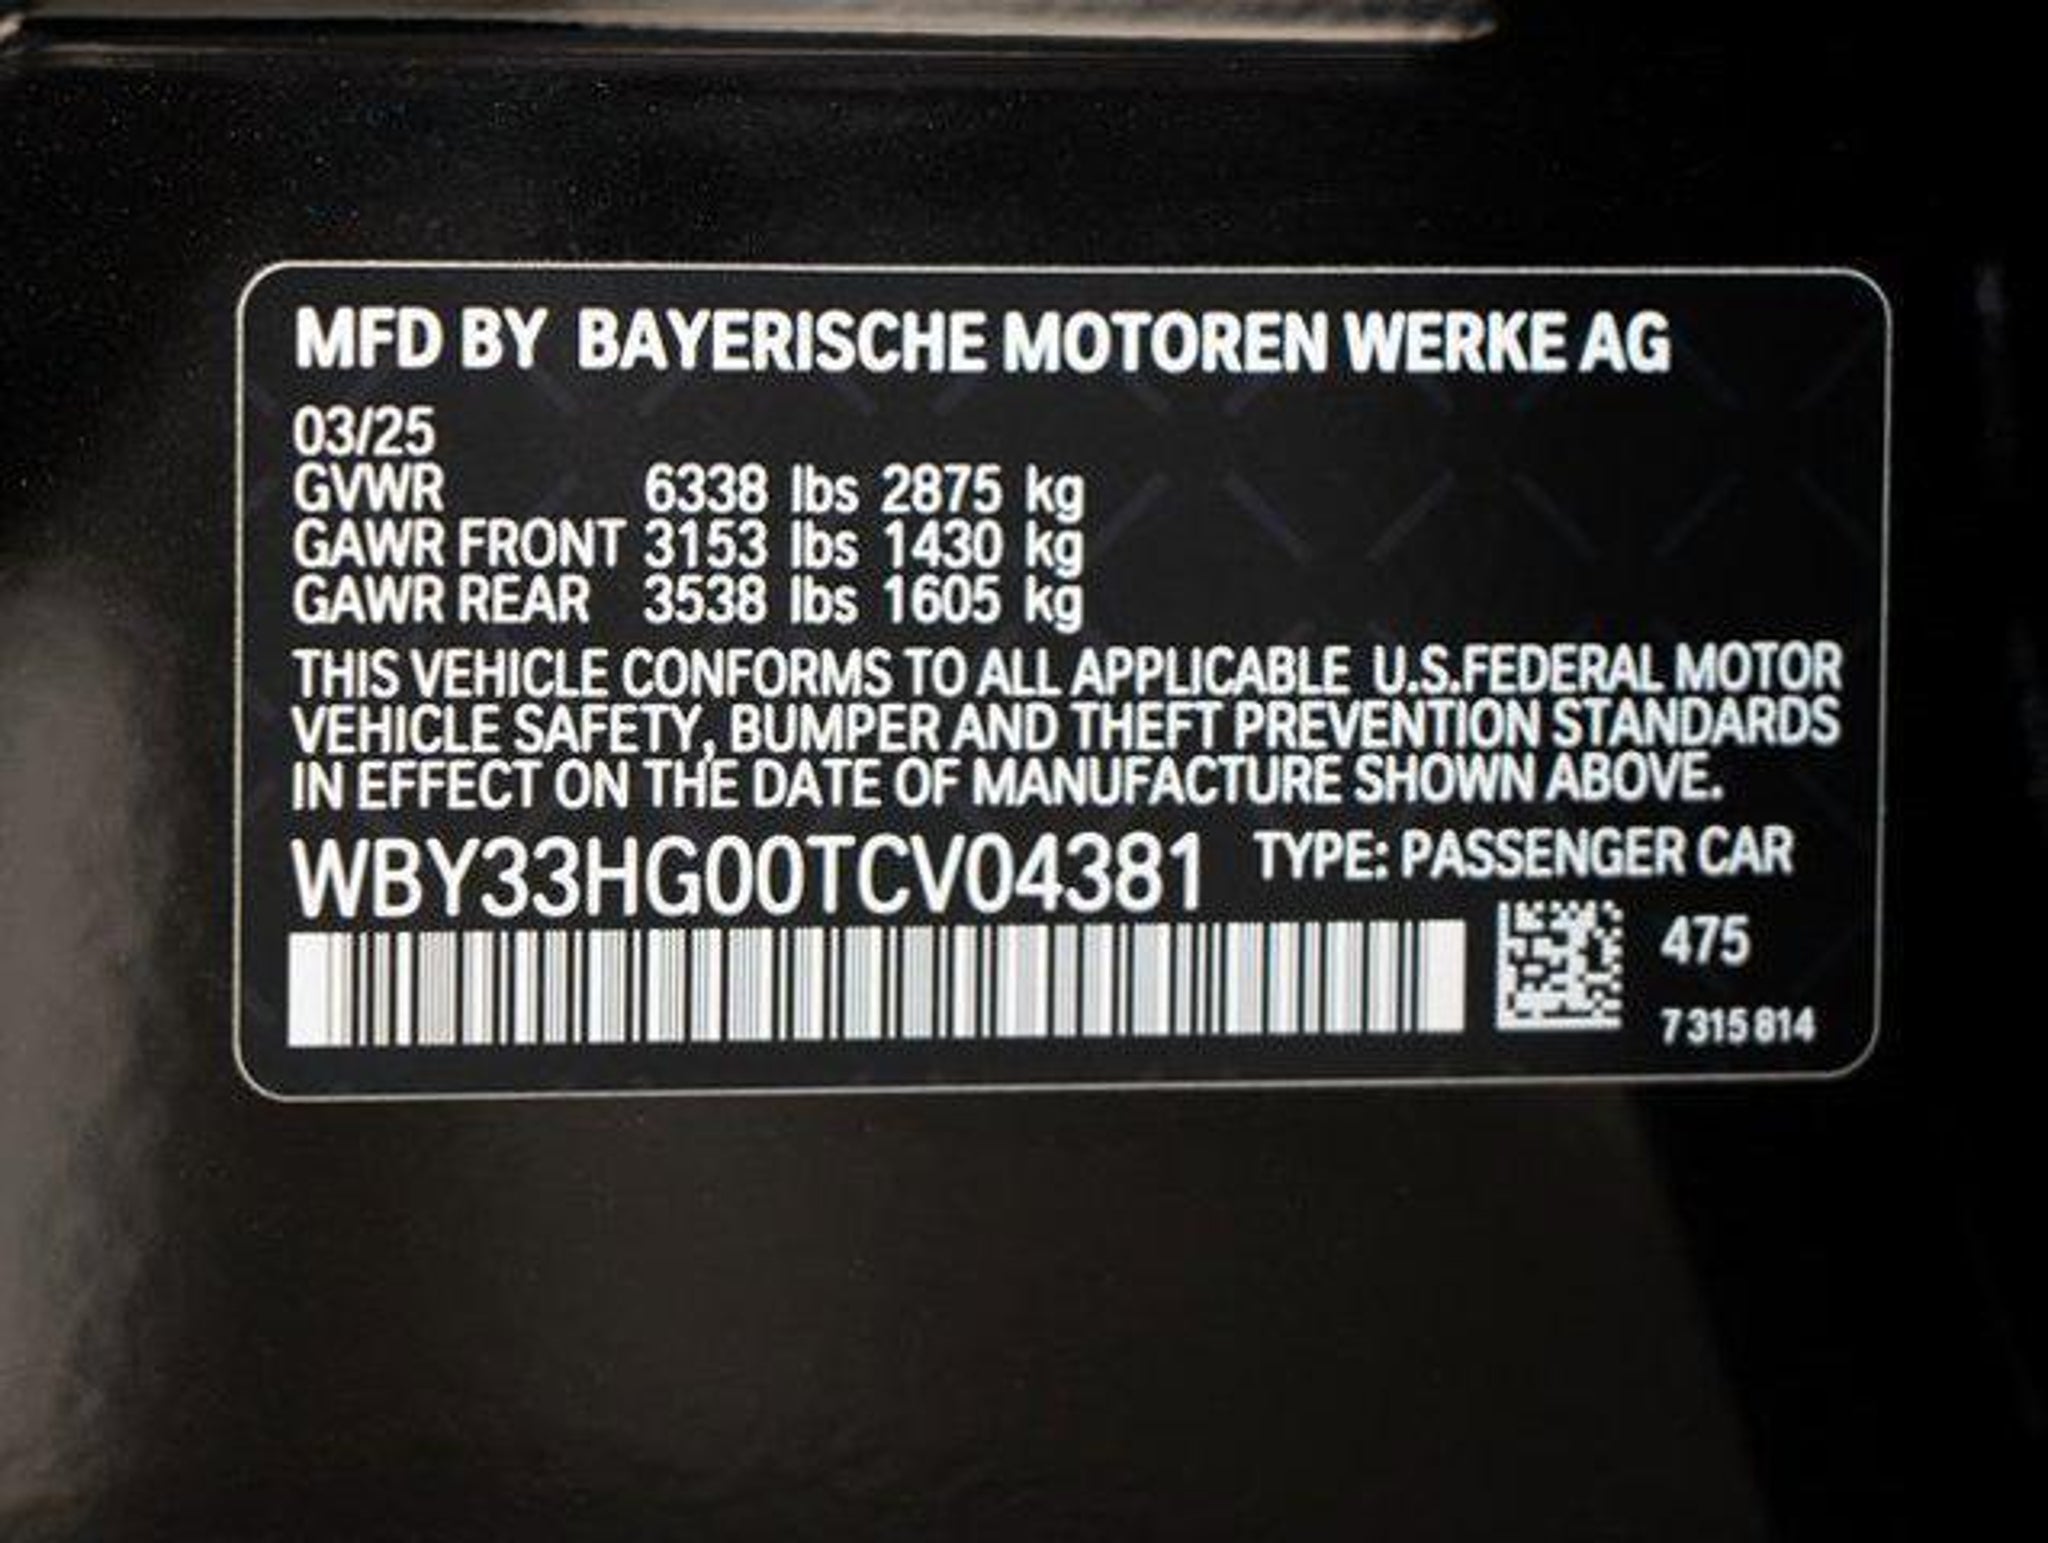 MFD BY BAYERISCHE MOTOREN WERKE AG
03/25
GVWR 6338 lbs 2875 kg
GAWR FRONT 3153 lbs 1430 kg
GAWR REAR 3538 lbs 1605 kg
THIS VEHICLE CONFORMS TO ALL APPLICABLE U.S.FEDERAL MOTOR
VEHICLE SAFETY, BUMPER AND THEFT PREVENTION STANDARDS
IN EFFECT ON THE DATE OF MANUFACTURE SHOWN ABOVE.
WBY33HG00TCV04381 TYPE: PASSENGER CAR
475
7 315 814